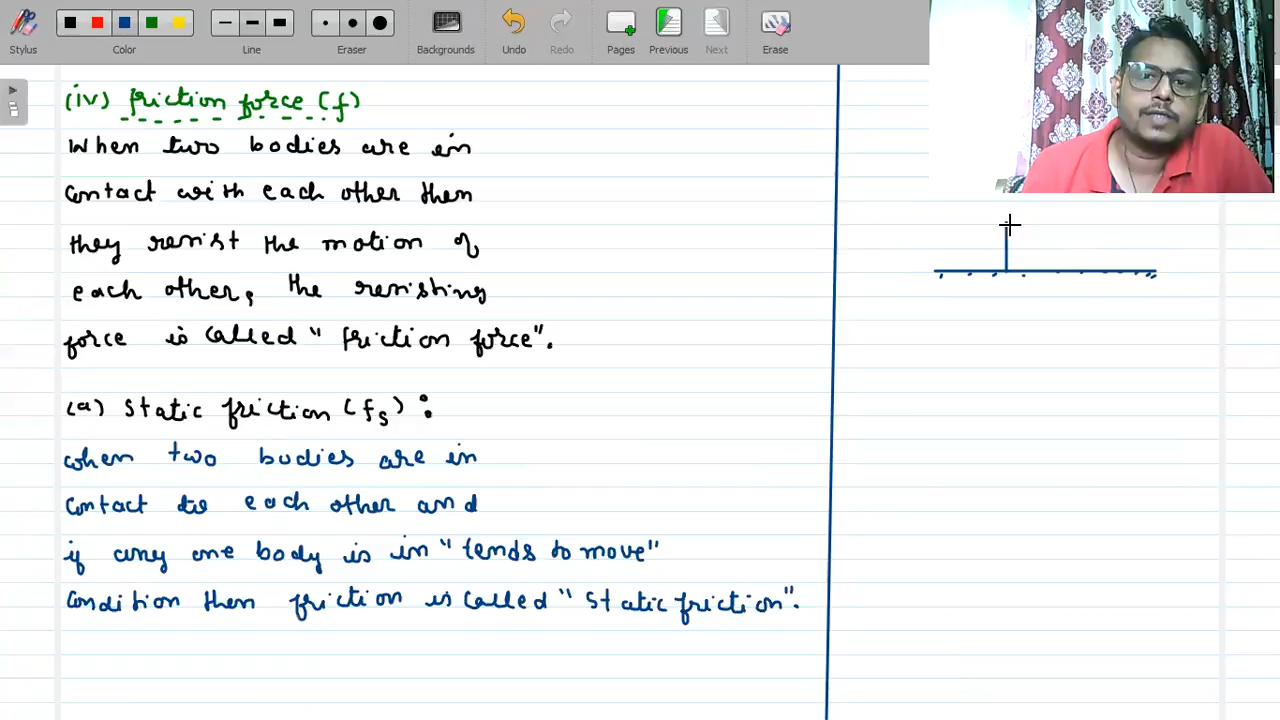 Stylus
Color
Line
Eraser
Backgrounds
Undo
Redo
Pages
Previous
Next
Erase
(iv) friction force (f)
When two bodies are in
contact with each other then
they resist the motion of
each other, the resisting
force is called "friction force".
(a) Static friction (fs) :
when two bodies are in
contact to each other and
if any one body is in "tends to move"
condition then friction is called "static friction".